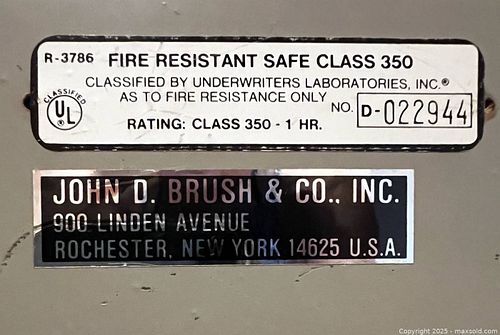 R-3786 FIRE RESISTANT SAFE CLASS 350
CLASSIFIED BY UNDERWRITERS LABORATORIES, INC.®
AS TO FIRE RESISTANCE ONLY
NO. D-022944
CLASSIFIED
UL
®
RATING: CLASS 350 - 1 HR.
JOHN D. BRUSH & CO., INC.
900 LINDEN AVENUE
ROCHESTER, NEW YORK 14625 U.S.A.
Copyright © 2025 - maxsold.com